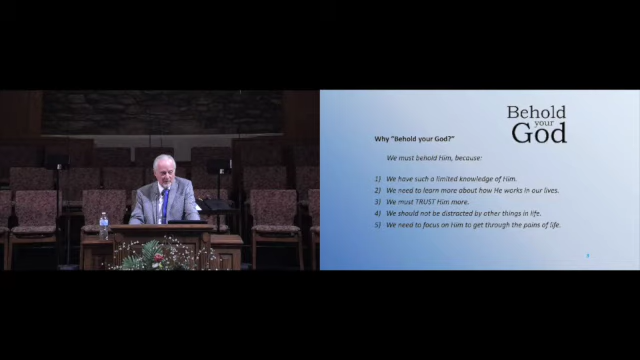 Behold
your
God
Why "Behold your God?"
We must behold Him, because:
1) We have such a limited knowledge of Him.
2) We need to learn more about how He works in our lives.
3) We must TRUST Him more.
4) We should not be distracted by other things in life.
5) We need to focus on Him to get through the pains of life.